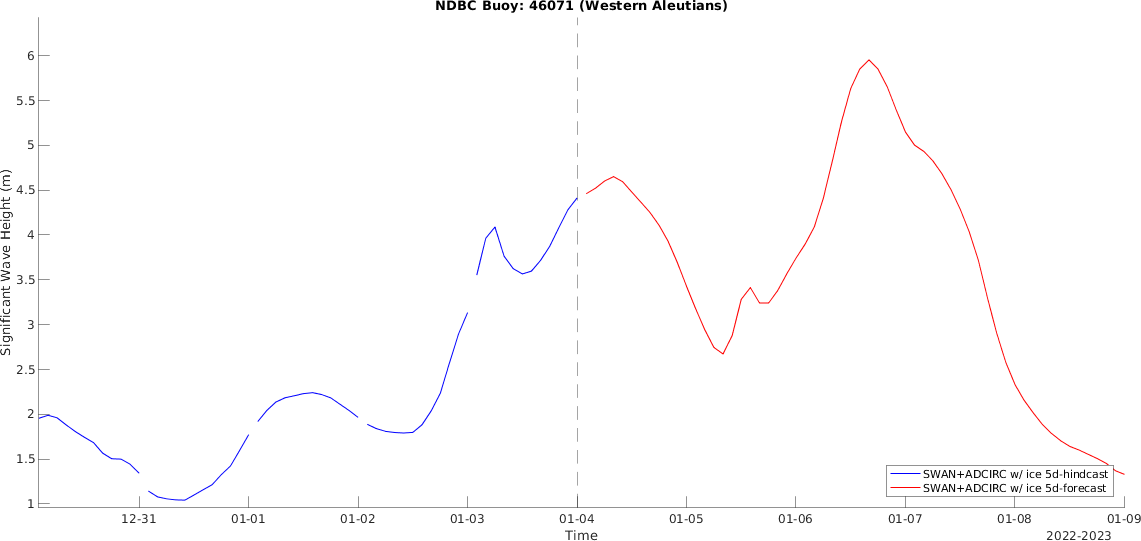 NDBC Buoy: 46071 (Western Aleutians)
6
5.5
5
4.5
4
3.5
3
2.5
2
1.5
1
Significant Wave Height (m)
SWAN+ADCIRC w/ ice 5d-hindcast
SWAN+ADCIRC w/ ice 5d-forecast
12-31 01-01 01-02 01-03 01-04 01-05 01-06 01-07 01-08 01-09
Time
2022-2023